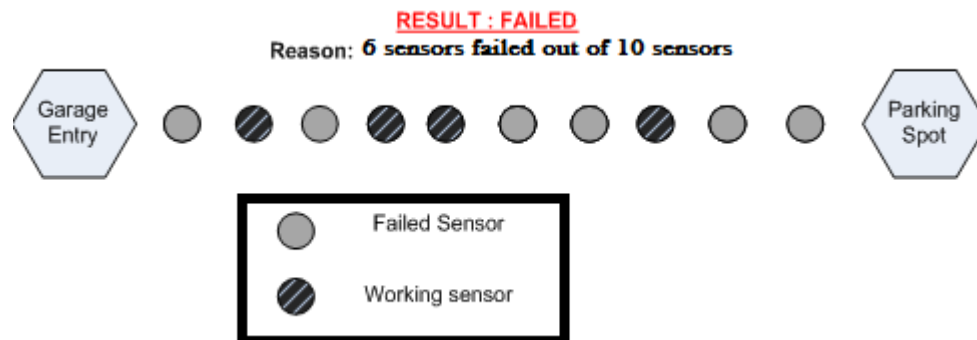 RESULT : FAILED
Reason: 6 sensors failed out of 10 sensors
Garage
Entry
Parking
Spot
Failed Sensor
Working sensor